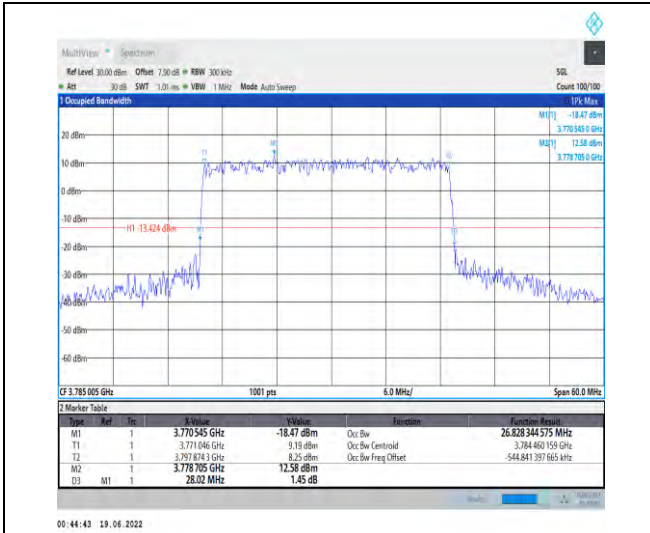 MultiView Spectrum
Ref Level 30.00 dBm Offset 7.90 dB RBW 300 kHz SGL
Att 30 dB SWT 1.01 ms VBW 1 MHz Mode Auto Sweep Count 100/100
1 Occupied Bandwidth 1Pk Max
M1[1] -18.47 dBm
3.770 545 0 GHz
M2[1] 12.58 dBm
3.778 705 0 GHz
20 dBm
10 dBm
0 dBm
-10 dBm
H1 -13.424 dBm
-20 dBm
-30 dBm
-40 dBm
-50 dBm
-60 dBm
T1
M2
T2
M1
D3
CF 3.785 005 GHz 1001 pts 6.0 MHz/ Span 60.0 MHz
2 Marker Table
Type Ref Trc X-Value Y-Value Function Function Result
M1 1 3.770545 GHz -18.47 dBm Occ Bw 26.828 344 575 MHz
T1 1 3.771 046 GHz 9.19 dBm Occ Bw Centroid 3.784 460 159 GHz
T2 1 3.797 874 3 GHz 8.25 dBm Occ Bw Freq Offset -544.841 397 665 kHz
M2 1 3.778 705 GHz 12.58 dBm
D3 M1 1 28.02 MHz 1.45 dB
00:44:43 19.06.2022